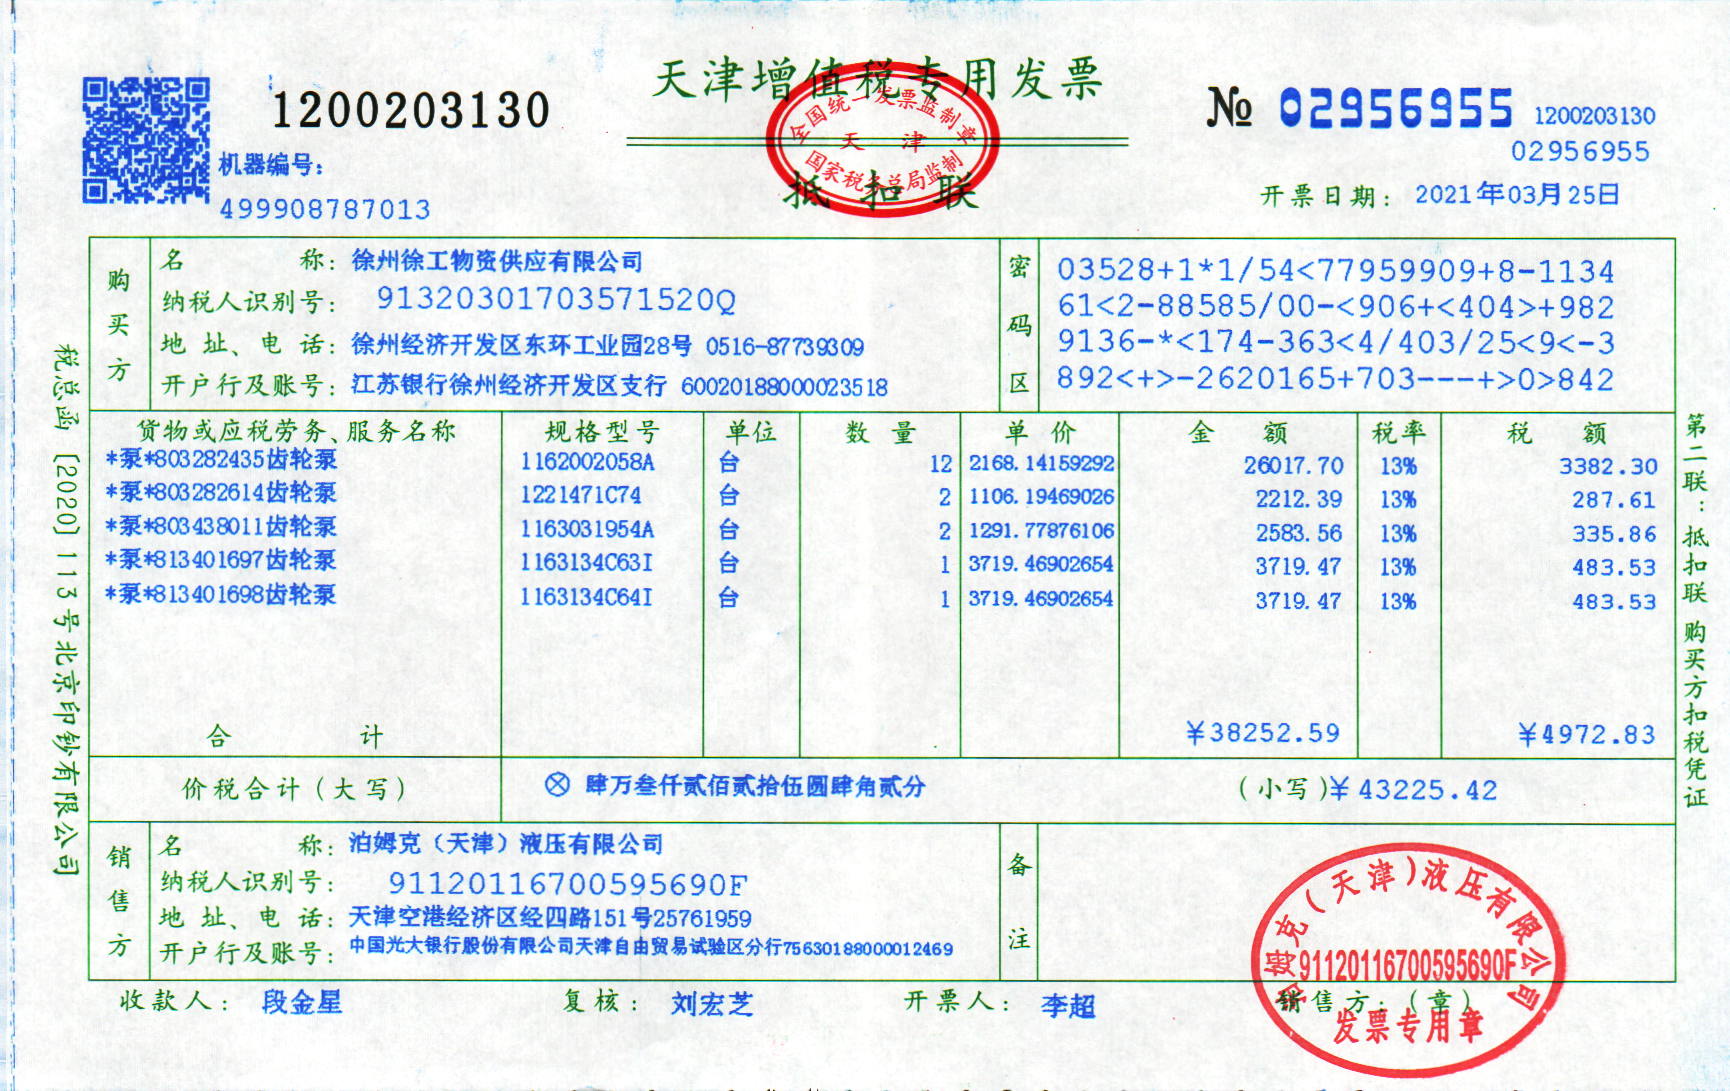 天津增值税专用发票
1200203130
№ 02956955 1200203130
02956955
机器编号:
499908787013
全国统一发票监制章
天津
国家税务总局监制
抵扣联
开票日期: 2021年03月25日
购买方
名 称: 徐州徐工物资供应有限公司
纳税人识别号: 91320301703571520Q
地址、电话: 徐州经济开发区东环工业园28号 0516-87739309
开户行及账号: 江苏银行徐州经济开发区支行 60020188000023518
密码区
03528+1*1/54<77959909+8-1134
61<2-88585/00-<906+<404>+982
9136-*<174-363<4/403/25<9<-3
892<+>-2620165+703---+>0>842
货物或应税劳务、服务名称 规格型号 单位 数量 单价 金额 税率 税额
*泵*803282435齿轮泵 1162002058A 台 12 2168.14159292 26017.70 13% 3382.30
*泵*803282614齿轮泵 1221471C74 台 2 1106.19469026 2212.39 13% 287.61
*泵*803438011齿轮泵 1163031954A 台 2 1291.77876106 2583.56 13% 335.86
*泵*813401697齿轮泵 1163134C63I 台 1 3719.46902654 3719.47 13% 483.53
*泵*813401698齿轮泵 1163134C64I 台 1 3719.46902654 3719.47 13% 483.53
合 计 ¥38252.59 ¥4972.83
价税合计(大写) ⊗ 肆万叁仟贰佰贰拾伍圆肆角贰分 (小写)¥43225.42
销售方
名 称: 泊姆克(天津)液压有限公司
纳税人识别号: 91120116700595690F
地址、电话: 天津空港经济区经四路151号25761959
开户行及账号: 中国光大银行股份有限公司天津自由贸易试验区分行75630188000012469
备注
收款人: 段金星 复核: 刘宏芝 开票人: 李超 销售方:(章)
泊姆克(天津)液压有限公司
91120116700595690F
发票专用章
税总函[2020]113号北京印钞有限公司
第二联:抵扣联 购买方扣税凭证